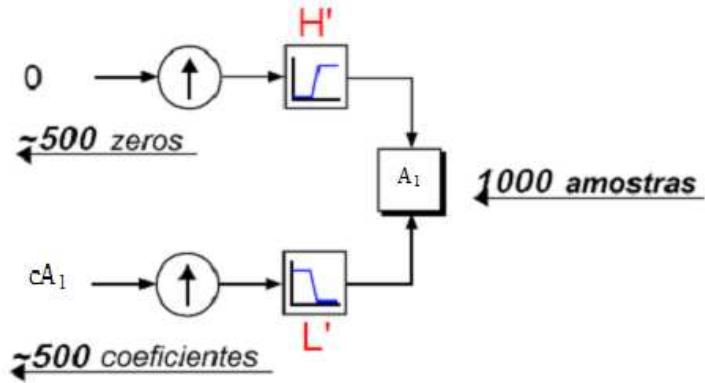 H'
0
~500 zeros
A1
1000 amostras
cA1
L'
~500 coeficientes